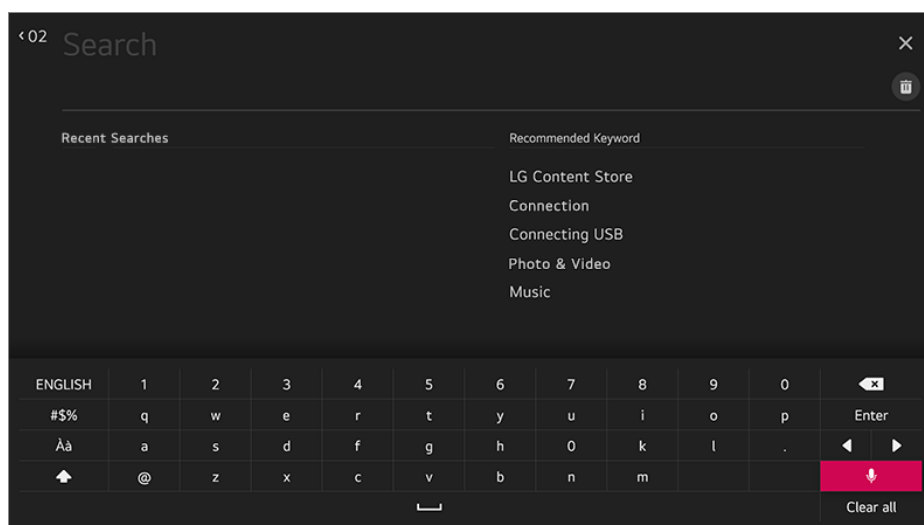 ‹ 02 Search
Recent Searches
Recommended Keyword
LG Content Store
Connection
Connecting USB
Photo & Video
Music
ENGLISH 1 2 3 4 5 6 7 8 9 0
#$% q w e r t y u i o p Enter
Àà a s d f g h 0 k l .
@ z x c v b n m
Clear all